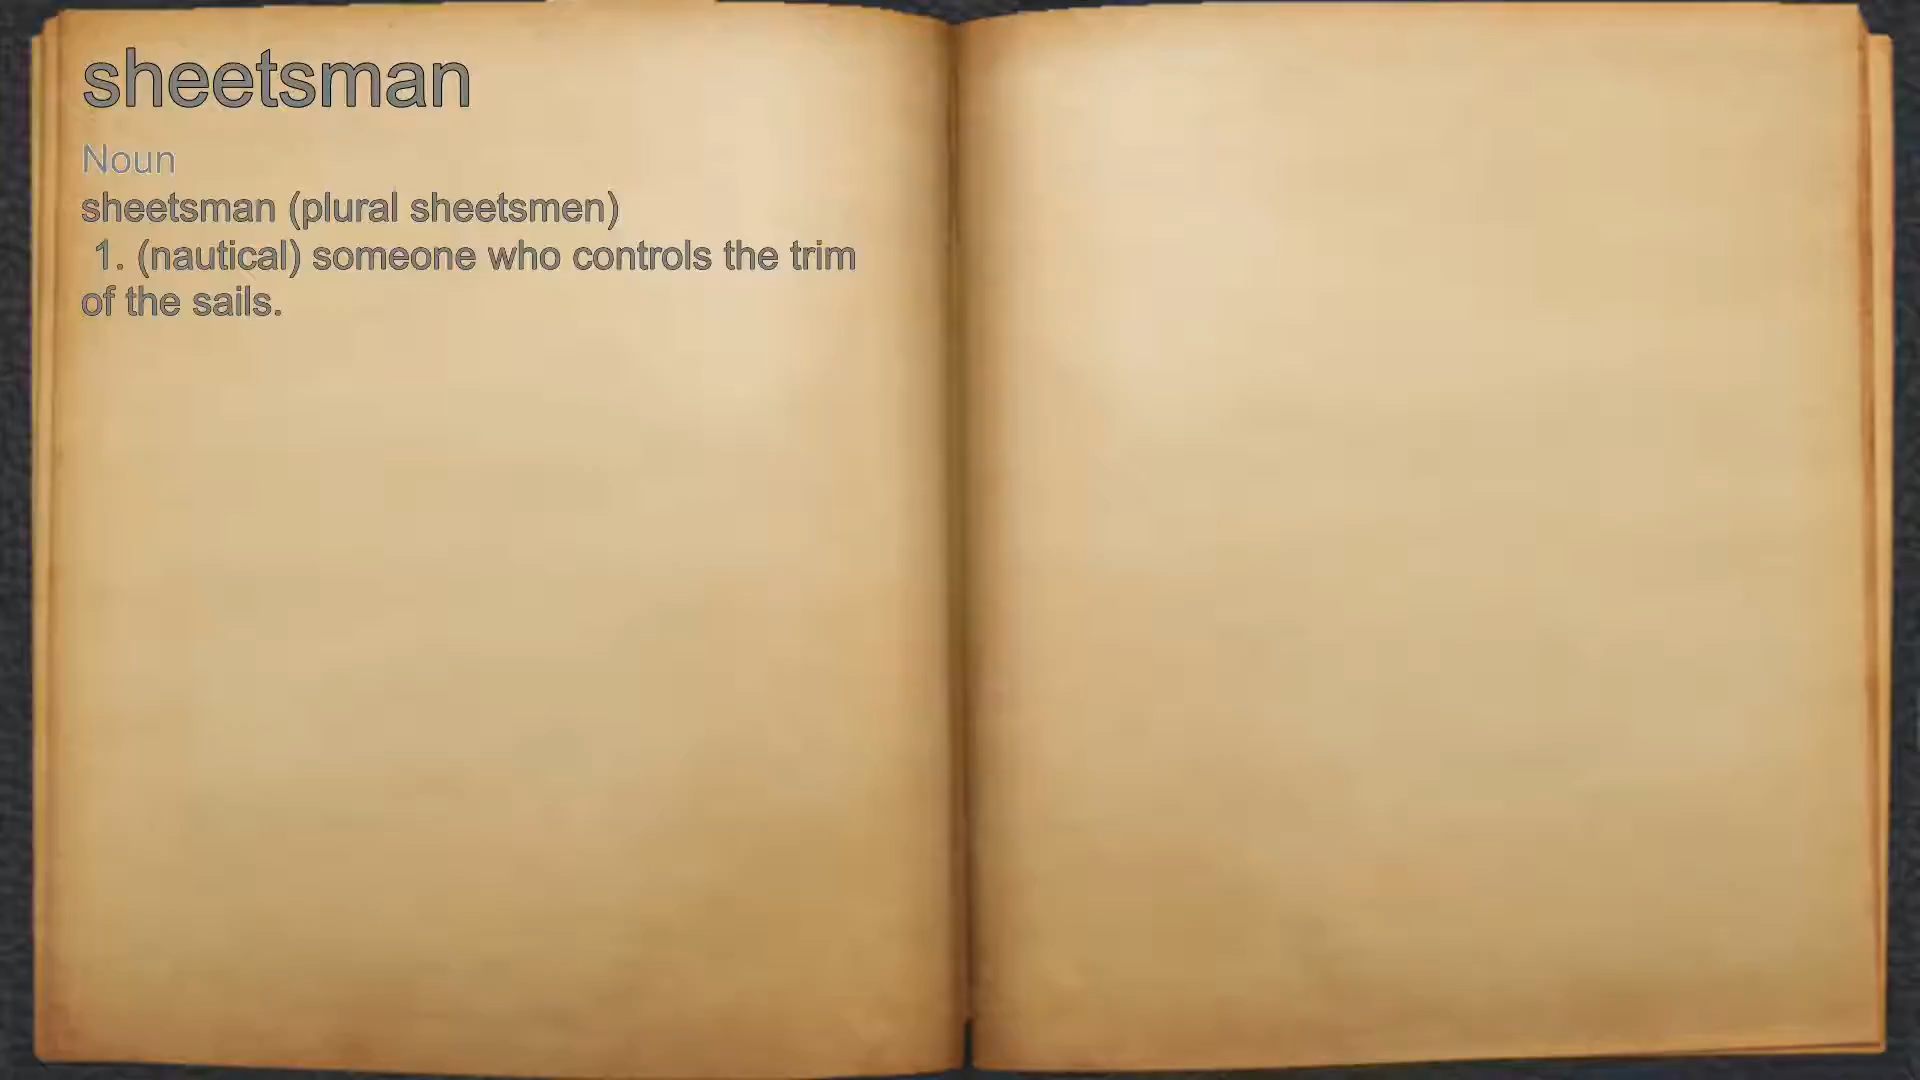 sheetsman
Noun
sheetsman (plural sheetsmen)
1. (nautical) someone who controls the trim
of the sails.